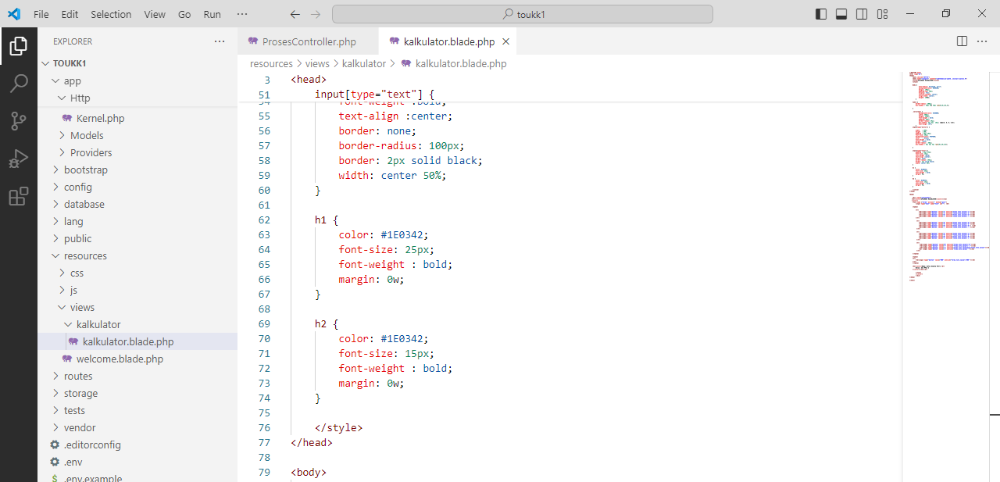 File Edit Selection View Go Run ···
toukk1
EXPLORER ···
TOUKK1
app
Http
Kernel.php
Models
Providers
bootstrap
config
database
lang
public
resources
css
js
views
kalkulator
kalkulator.blade.php
welcome.blade.php
routes
storage
tests
vendor
.editorconfig
.env
.env.example
ProsesController.php
kalkulator.blade.php
resources > views > kalkulator > kalkulator.blade.php
3 <head>
51 input[type="text"] {
54 font-weight :bold;
55 text-align :center;
56 border: none;
57 border-radius: 100px;
58 border: 2px solid black;
59 width: center 50%;
60 }
61
62 h1 {
63 color: #1E0342;
64 font-size: 25px;
65 font-weight : bold;
66 margin: 0w;
67 }
68
69 h2 {
70 color: #1E0342;
71 font-size: 15px;
72 font-weight : bold;
73 margin: 0w;
74 }
75
76 </style>
77 </head>
78
79 <body>